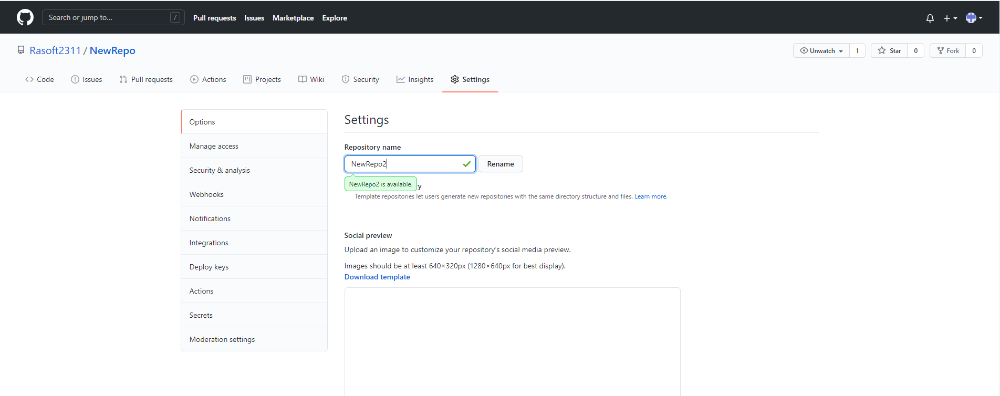 Search or jump to... /
Pull requests Issues Marketplace Explore
Rasoft2311 / NewRepo
Unwatch 1 Star 0 Fork 0
Code Issues Pull requests Actions Projects Wiki Security Insights Settings
Options
Manage access
Security & analysis
Webhooks
Notifications
Integrations
Deploy keys
Actions
Secrets
Moderation settings
Settings
Repository name
NewRepo2 Rename
NewRepo2 is available. y
Template repositories let users generate new repositories with the same directory structure and files. Learn more.
Social preview
Upload an image to customize your repository’s social media preview.
Images should be at least 640×320px (1280×640px for best display).
Download template